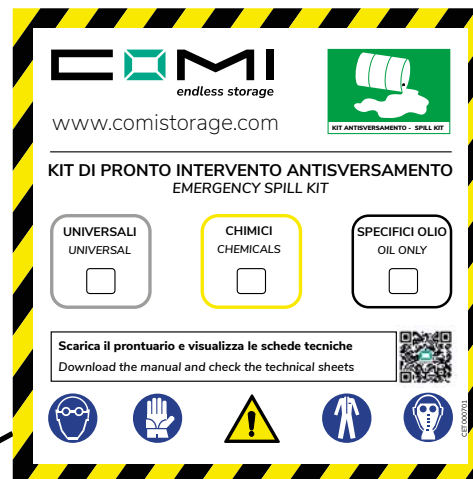 COMI
endless storage
www.comistorage.com
KIT ANTISVERSAMENTO - SPILL KIT
KIT DI PRONTO INTERVENTO ANTISVERSAMENTO
EMERGENCY SPILL KIT
UNIVERSALI
UNIVERSAL
CHIMICI
CHEMICALS
SPECIFICI OLIO
OIL ONLY
Scarica il prontuario e visualizza le schede tecniche
Download the manual and check the technical sheets
CET000701